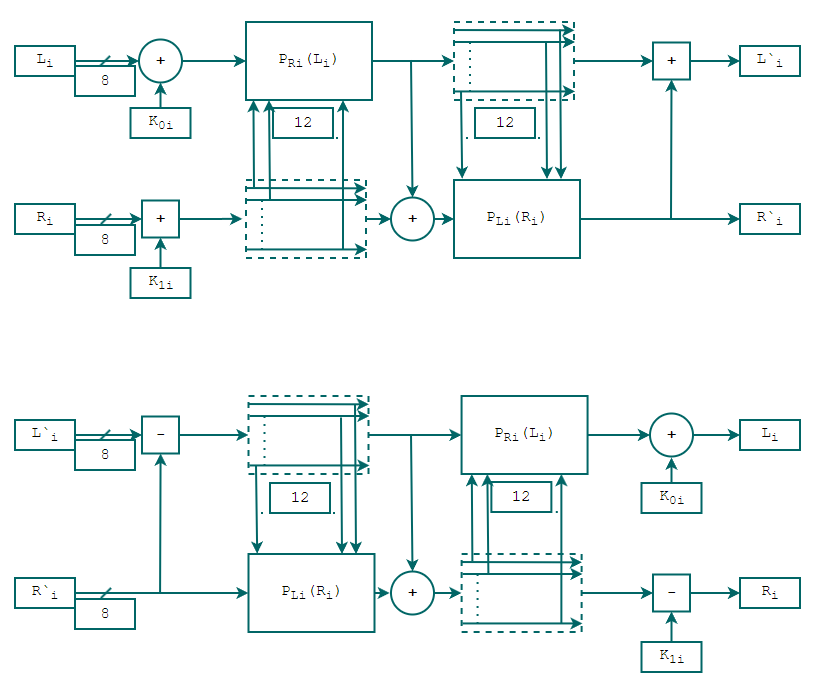 Li
8
+
PRi(Li)
+
L`i
K0i
12
12
Ri
8
+
+
PLi(Ri)
R`i
K1i
L`i
8
-
PRi(Li)
+
Li
12
12
K0i
R`i
8
PLi(Ri)
+
-
Ri
K1i